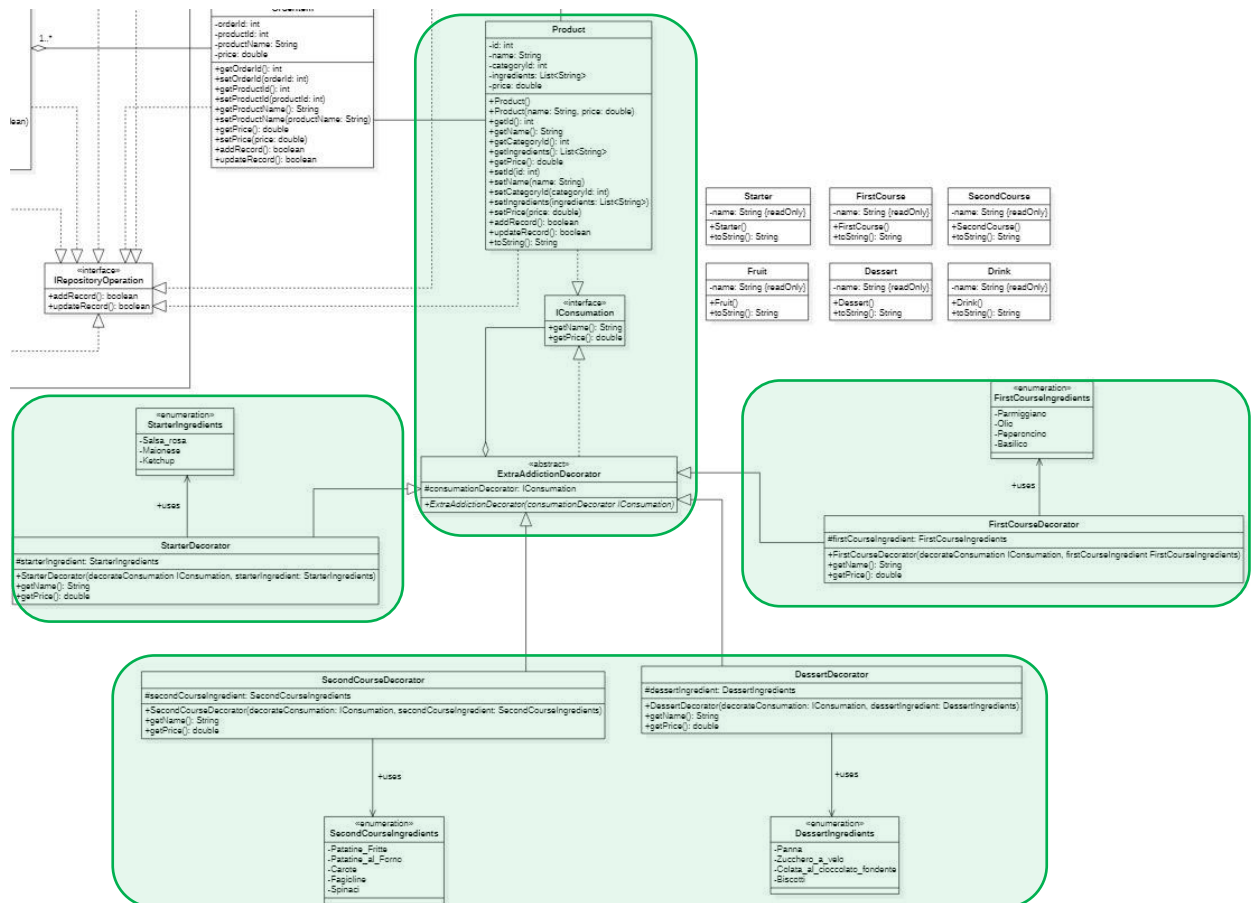 OrderItem
-orderId: int
-productId: int
-productName: String
-price: double
+getOrderId(): int
+setOrderId(orderId: int)
+getProductId(): int
+setProductId(productId: int)
+getProductName(): String
+setProductName(productName: String)
+getPrice(): double
+setPrice(price: double)
+addRecord(): boolean
+updateRecord(): boolean
1..*
lean)
Product
-id: int
-name: String
-categoryId: int
-ingredients: List<String>
-price: double
+Product()
+Product(name: String, price: double)
+getId(): int
+getName(): String
+getCategoryId(): int
+getIngredients(): List<String>
+getPrice(): double
+setId(id: int)
+setName(name: String)
+setCategoryId(categoryId: int)
+setIngredients(ingredients: List<String>)
+setPrice(price: double)
+addRecord(): boolean
+updateRecord(): boolean
+toString(): String
Starter
-name: String {readOnly}
+Starter()
+toString(): String
FirstCourse
-name: String {readOnly}
+FirstCourse()
+toString(): String
SecondCourse
-name: String {readOnly}
+SecondCourse()
+toString(): String
Fruit
-name: String {readOnly}
+Fruit()
+toString(): String
Dessert
-name: String {readOnly}
+Dessert()
+toString(): String
Drink
-name: String {readOnly}
+Drink()
+toString(): String
«interface»
IRepositoryOperation
+addRecord(): boolean
+updateRecord(): boolean
«interface»
IConsumation
+getName(): String
+getPrice(): double
«enumeration»
StarterIngredients
-Salsa_rosa
-Maionese
-Ketchup
+uses
«abstract»
ExtraAddictionDecorator
#consumationDecorator: IConsumation
+ExtraAddictionDecorator(consumationDecorator IConsumation)
«enumeration»
FirstCourseIngredients
-Parmiggiano
-Olio
-Peperoncino
-Basilico
+uses
StarterDecorator
#starterIngredient: StarterIngredients
+StarterDecorator(decorateConsumation IConsumation, starterIngredient: StarterIngredients)
+getName(): String
+getPrice(): double
FirstCourseDecorator
#firstCourseIngredient: FirstCourseIngredients
+FirstCourseDecorator(decorateConsumation IConsumation, firstCourseIngredient FirstCourseIngredients)
+getName(): String
+getPrice(): double
SecondCourseDecorator
#secondCourseIngredient: SecondCourseIngredients
+SecondCourseDecorator(decorateConsumation: IConsumation, secondCourseIngredient: SecondCourseIngredients)
+getName(): String
+getPrice(): double
DessertDecorator
#dessertIngredient: DessertIngredients
+DessertDecorator(decorateConsumation: IConsumation, dessertIngredient: DessertIngredients)
+getName(): String
+getPrice(): double
+uses
+uses
«enumeration»
SecondCourseIngredients
-Patatine_Fritte
-Patatine_al_Forno
-Carote
-Fagioline
-Spinaci
«enumeration»
DessertIngredients
-Panna
-Zucchero_a_velo
-Colata_al_cioccolato_fondente
-Biscotti